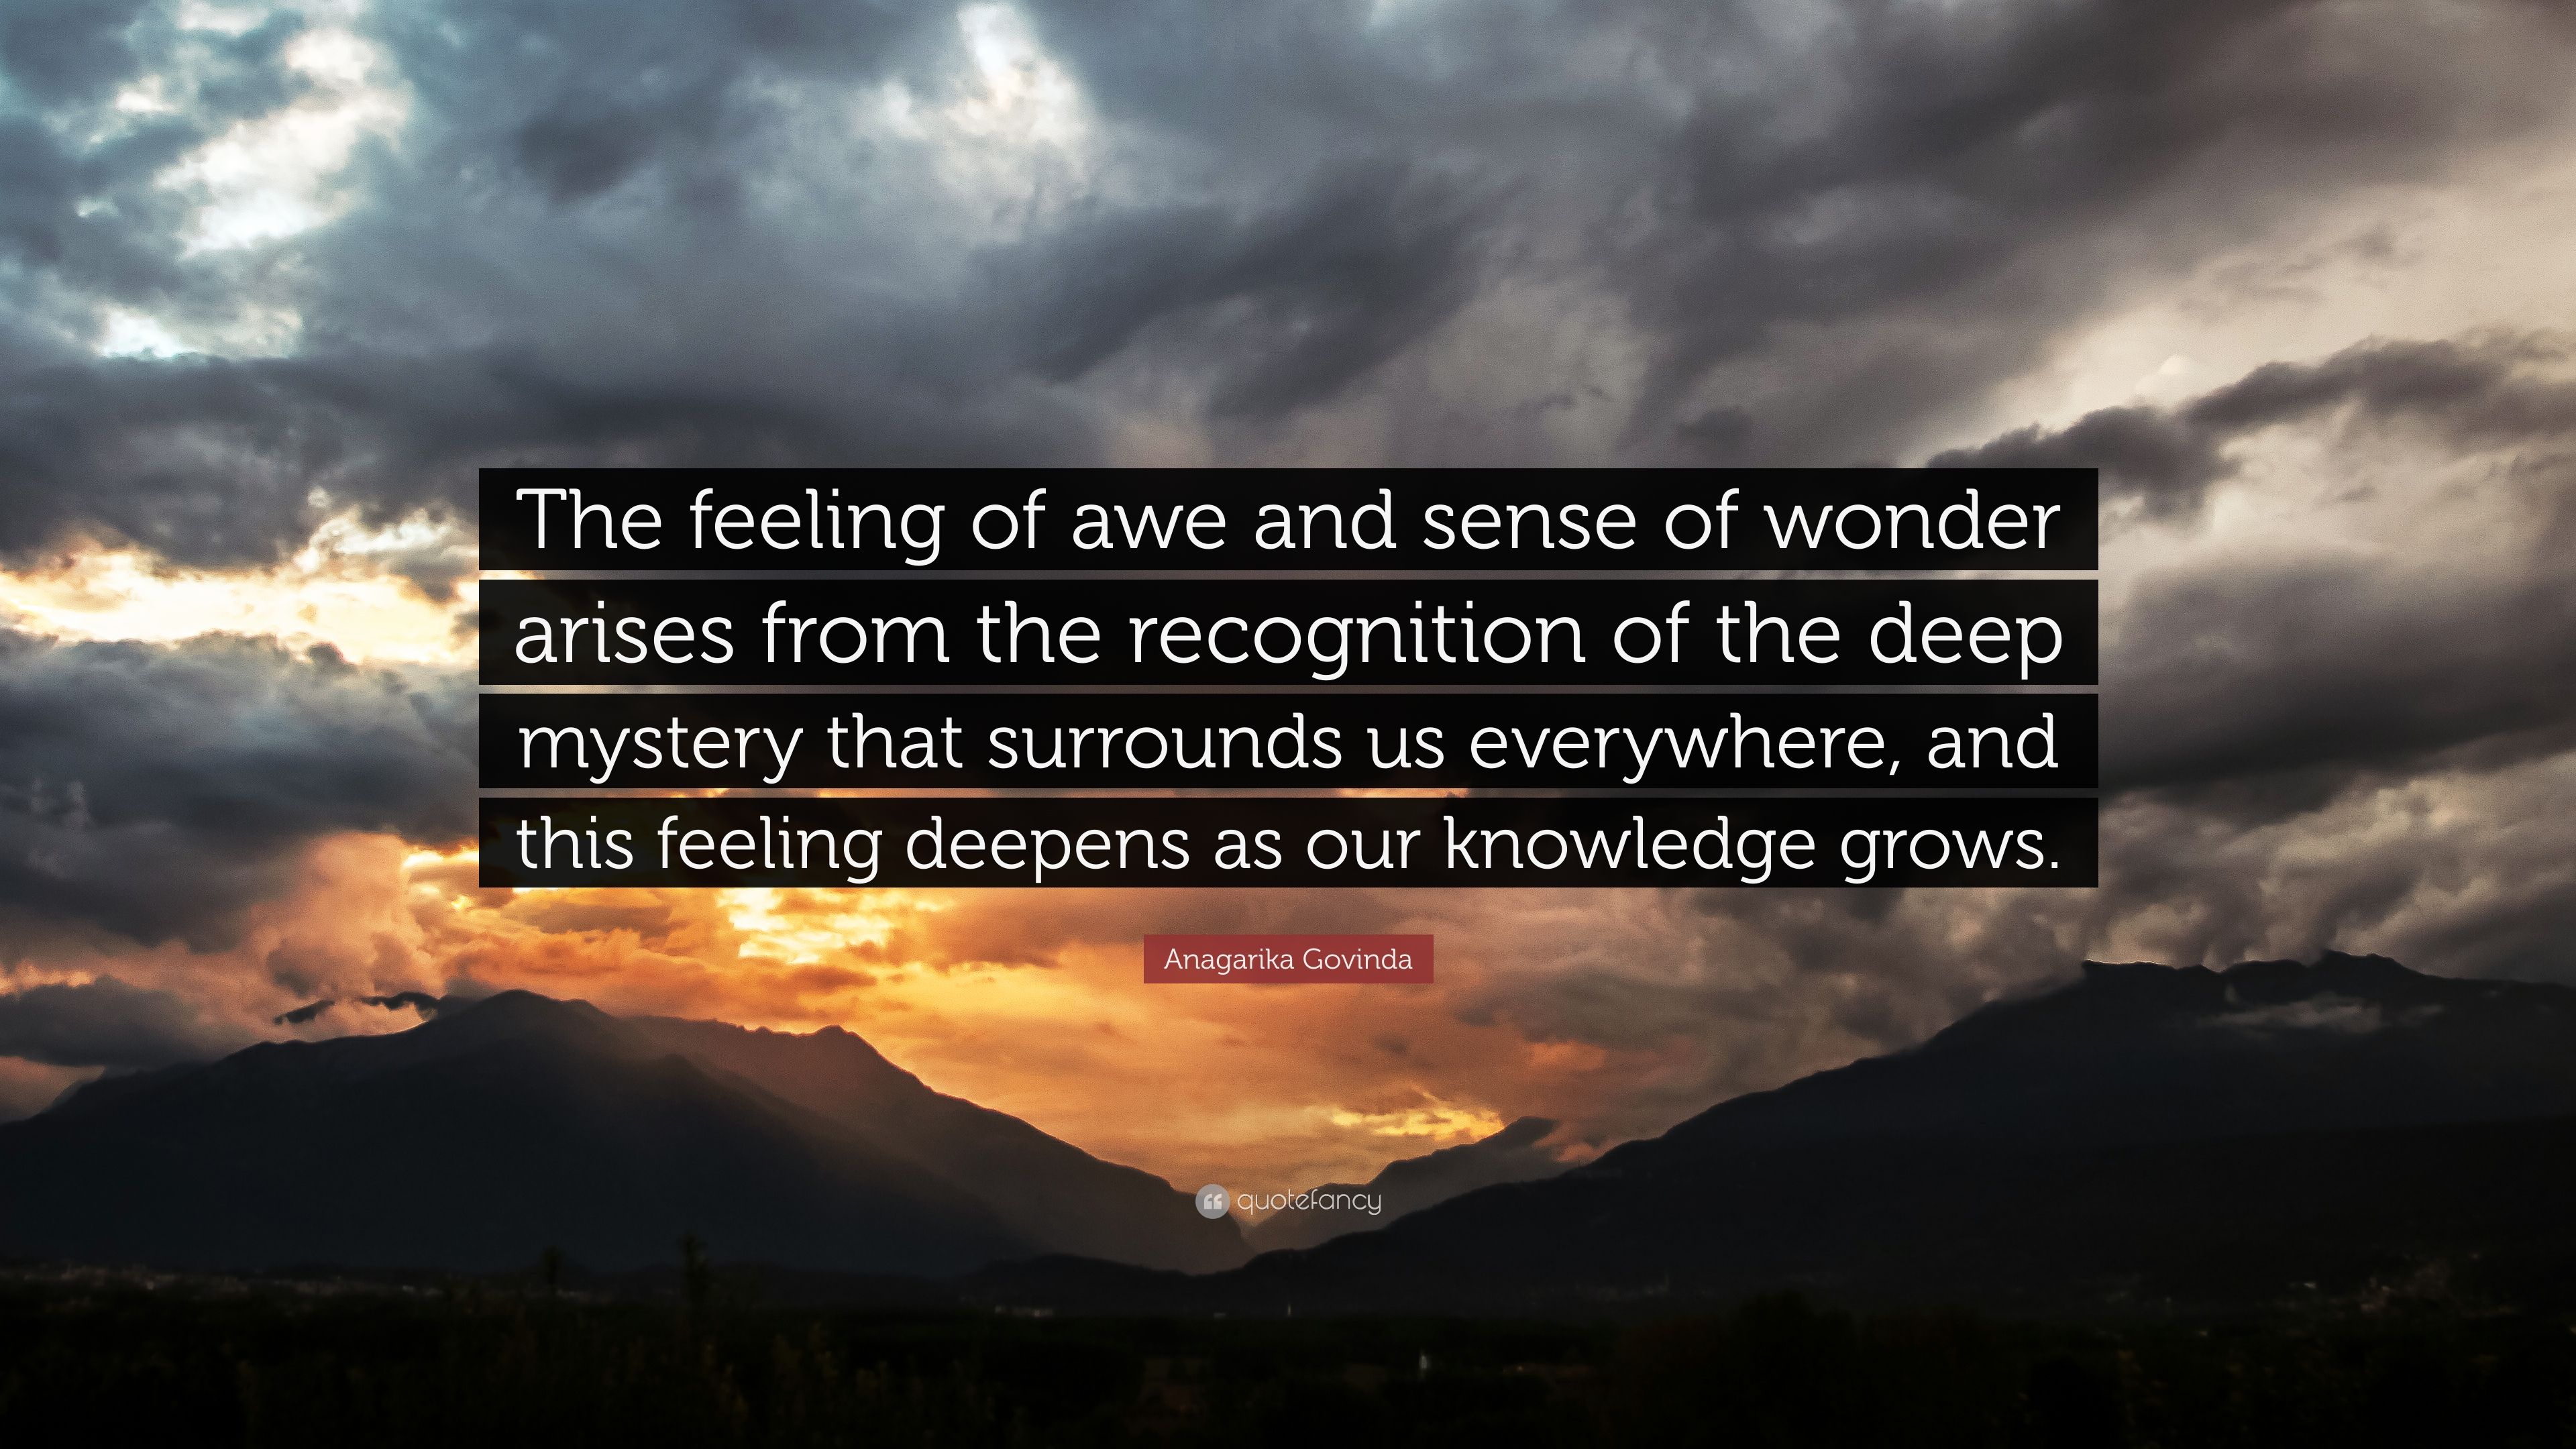 The feeling of awe and sense of wonder
arises from the recognition of the deep
mystery that surrounds us everywhere, and
this feeling deepens as our knowledge grows.
Anagarika Govinda
quotefancy